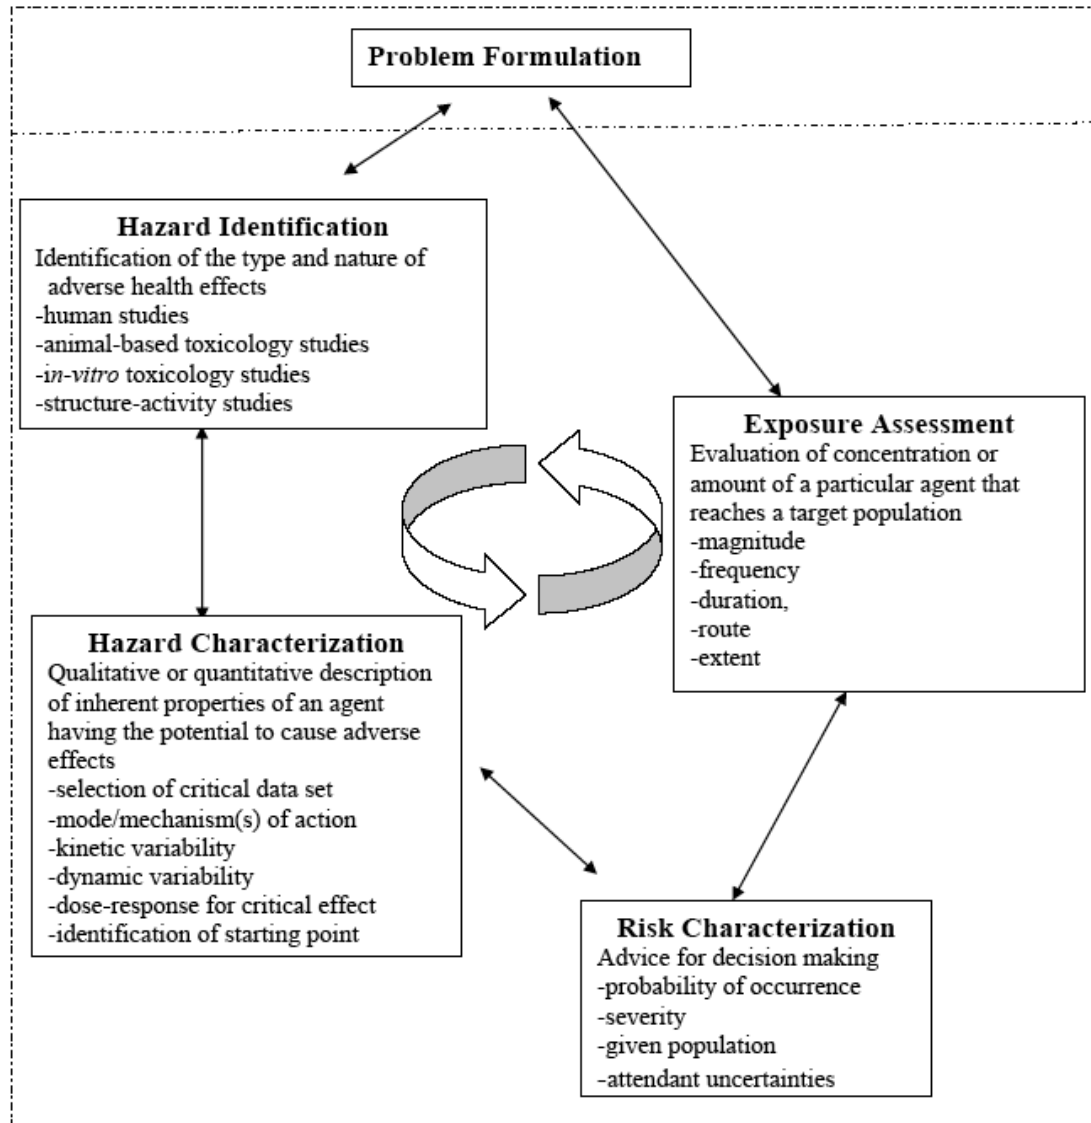 Problem Formulation
Hazard Identification
Identification of the type and nature of
adverse health effects
-human studies
-animal-based toxicology studies
-in-vitro toxicology studies
-structure-activity studies
Exposure Assessment
Evaluation of concentration or
amount of a particular agent that
reaches a target population
-magnitude
-frequency
-duration,
-route
-extent
Hazard Characterization
Qualitative or quantitative description
of inherent properties of an agent
having the potential to cause adverse
effects
-selection of critical data set
-mode/mechanism(s) of action
-kinetic variability
-dynamic variability
-dose-response for critical effect
-identification of starting point
Risk Characterization
Advice for decision making
-probability of occurrence
-severity
-given population
-attendant uncertainties